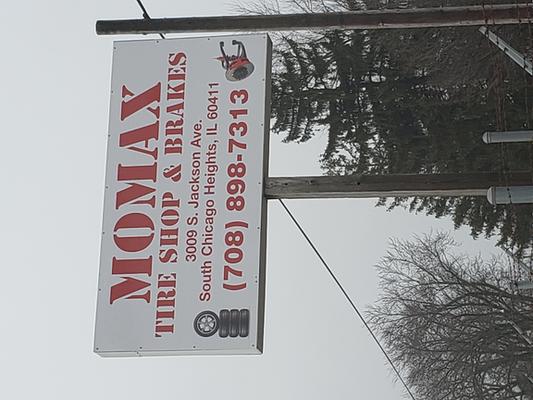 MOMAX
TIRE SHOP & BRAKES
3009 S. Jackson Ave.
South Chicago Heights, IL 60411
(708) 898-7313